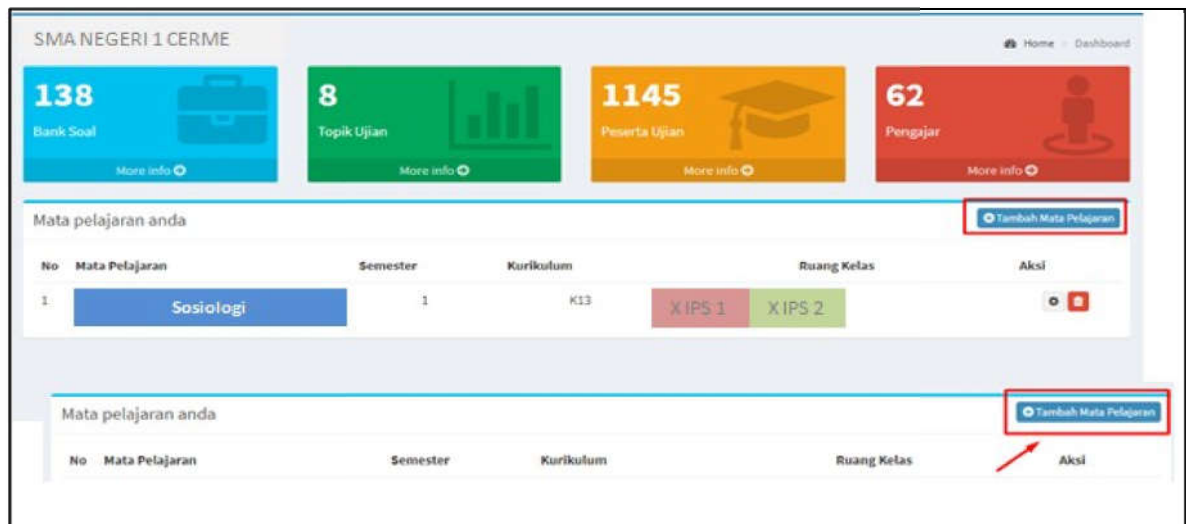 SMA NEGERI 1 CERME
Home Dashboard
138 8 1145 62
Bank Soal Topik Ujian Peserta Ujian Pengajar
More info More info More info More info
Mata pelajaran anda Tambah Mata Pelajaran
No Mata Pelajaran Semester Kurikulum Ruang Kelas Aksi
1 Sosiologi 1 K13 X IPS 1 X IPS 2
Mata pelajaran anda Tambah Mata Pelajaran
No Mata Pelajaran Semester Kurikulum Ruang Kelas Aksi